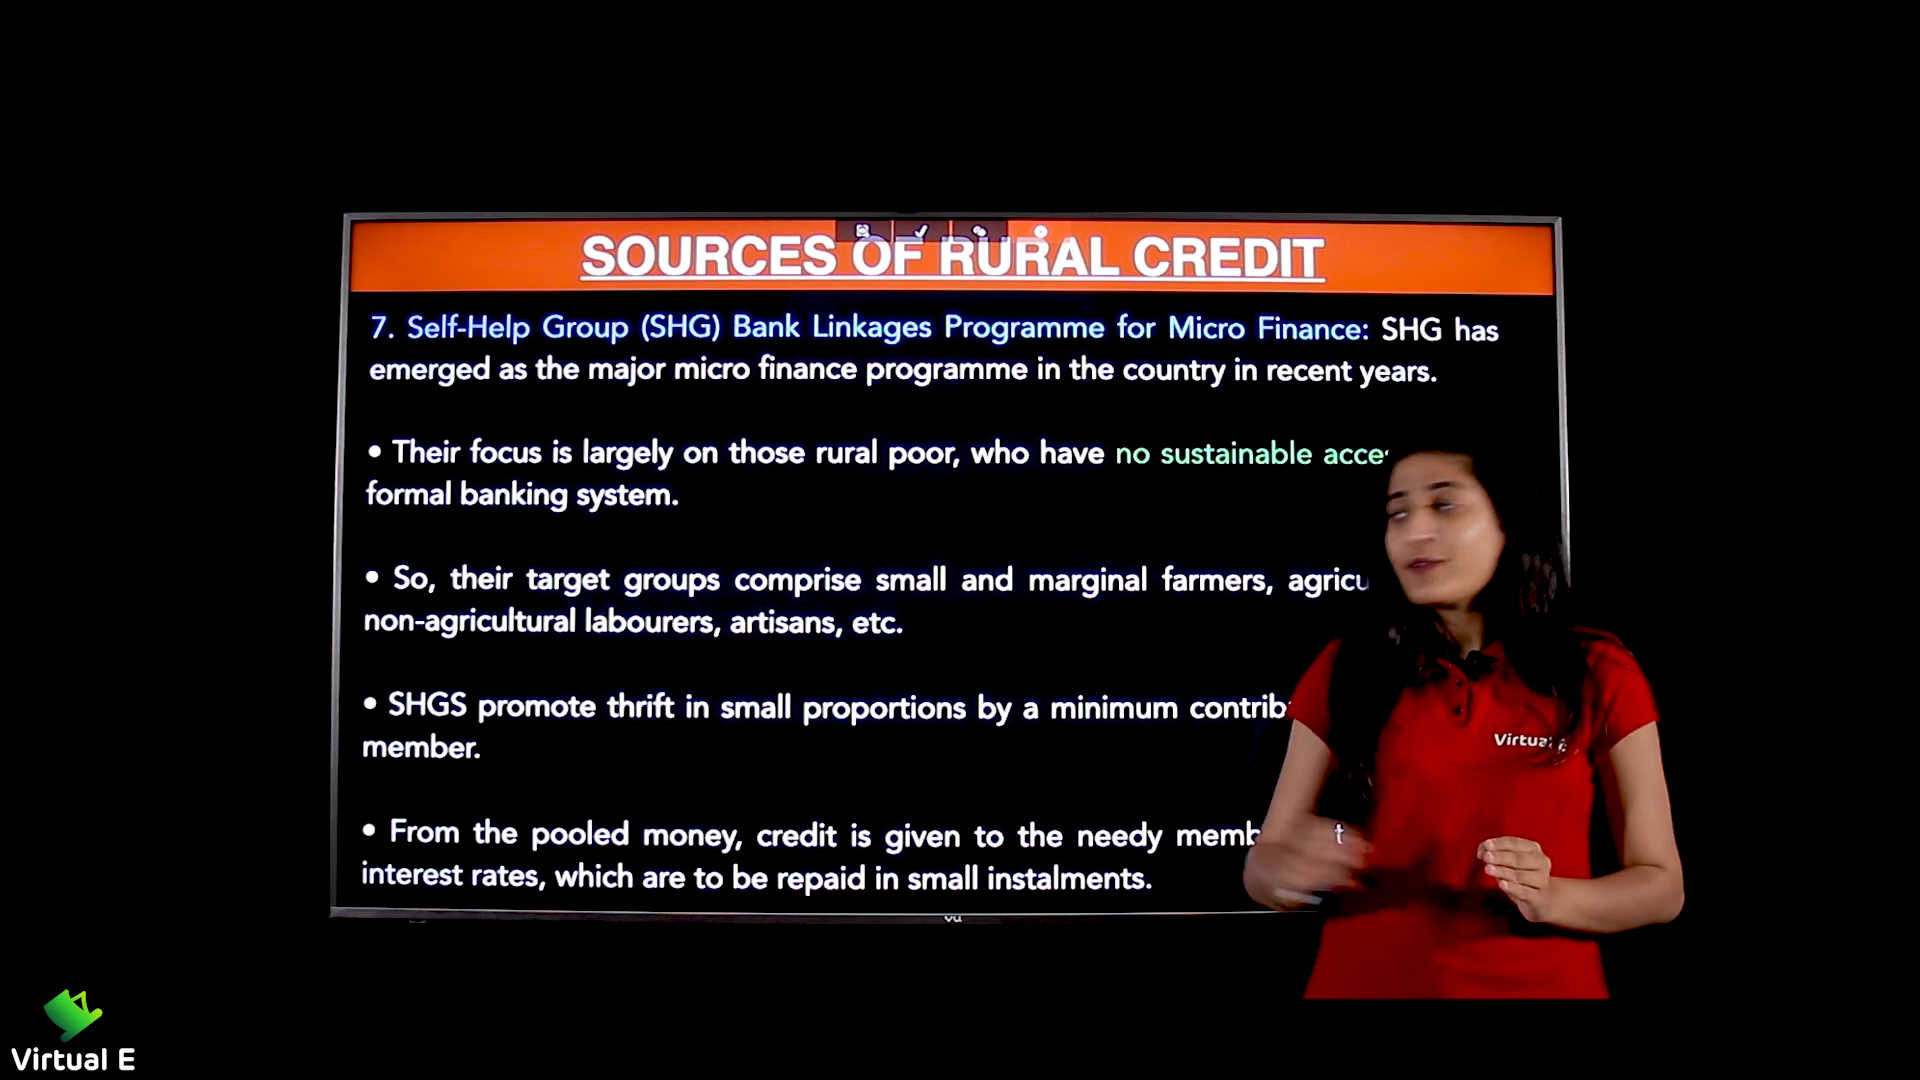 SOURCES OF RURAL CREDIT
7. Self-Help Group (SHG) Bank Linkages Programme for Micro Finance: SHG has
emerged as the major micro finance programme in the country in recent years.
• Their focus is largely on those rural poor, who have no sustainable
formal banking system.
• So, their target groups comprise small and marginal farmers,
non-agricultural labourers, artisans, etc.
• SHGS promote thrift in small proportions by a minimum
member.
• From the pooled money, credit is given to the needy
interest rates, which are to be repaid in small instalments.
Virtual E
vu
Virtual E